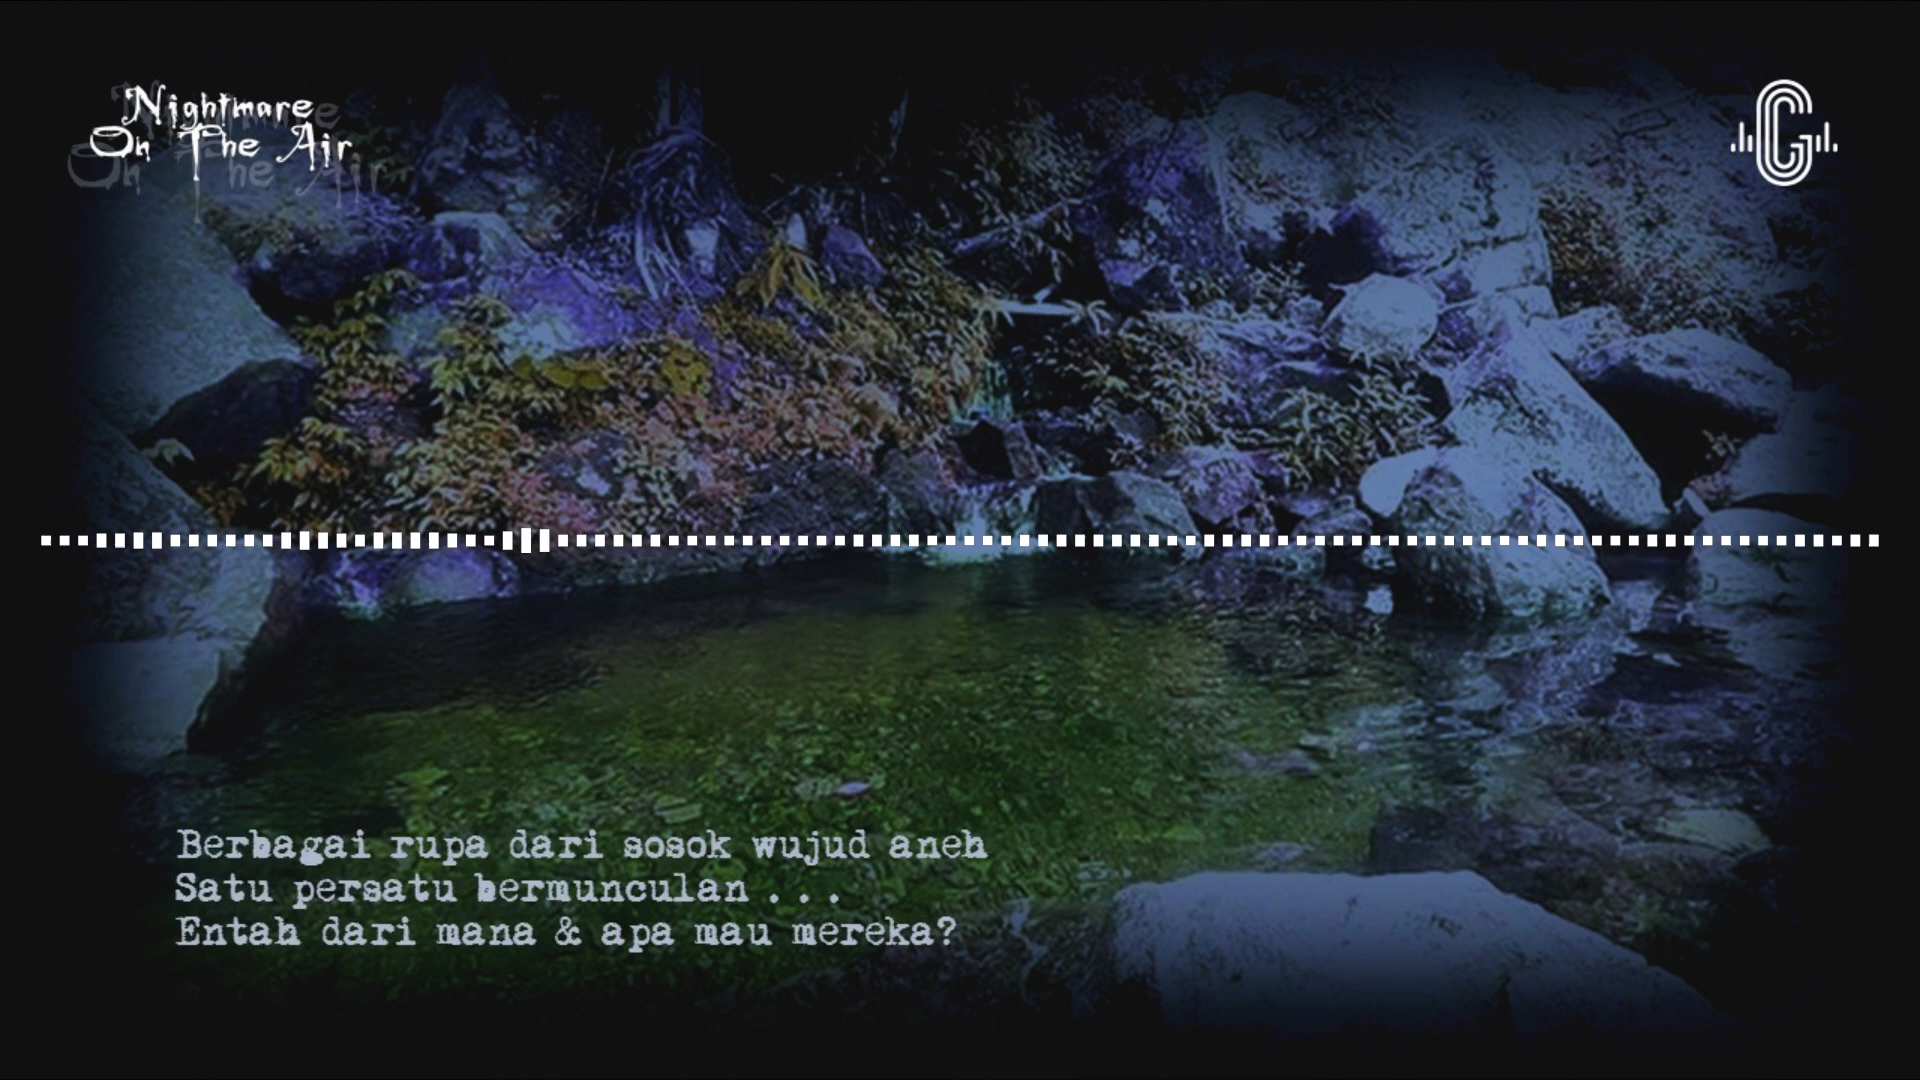 Nightmare
On The Air
G
Berbagai rupa dari sosok wujud aneh
Satu persatu bermunculan . . .
Entah dari mana & apa mau mereka?